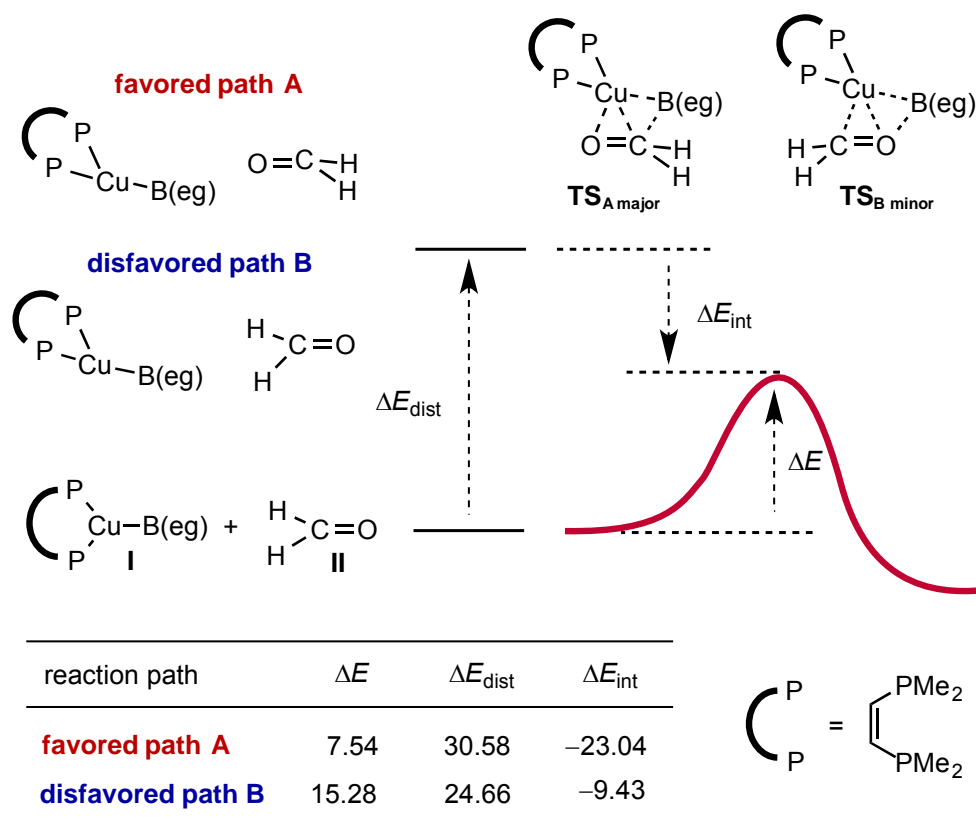 favored path A
P
P
Cu
B(eg)
O=C
H
H
P
P
Cu
B(eg)
O=C
H
H
TS A major
P
P
Cu
B(eg)
H
C=O
H
TS B minor
disfavored path B
P
P
Cu
B(eg)
H
C=O
H
ΔEdist
ΔEint
ΔE
P
Cu–B(eg) +
P
I
H
C=O
H
II
reaction path ΔE ΔEdist ΔEint
favored path A 7.54 30.58 −23.04
disfavored path B 15.28 24.66 −9.43
P
P
=
PMe2
PMe2